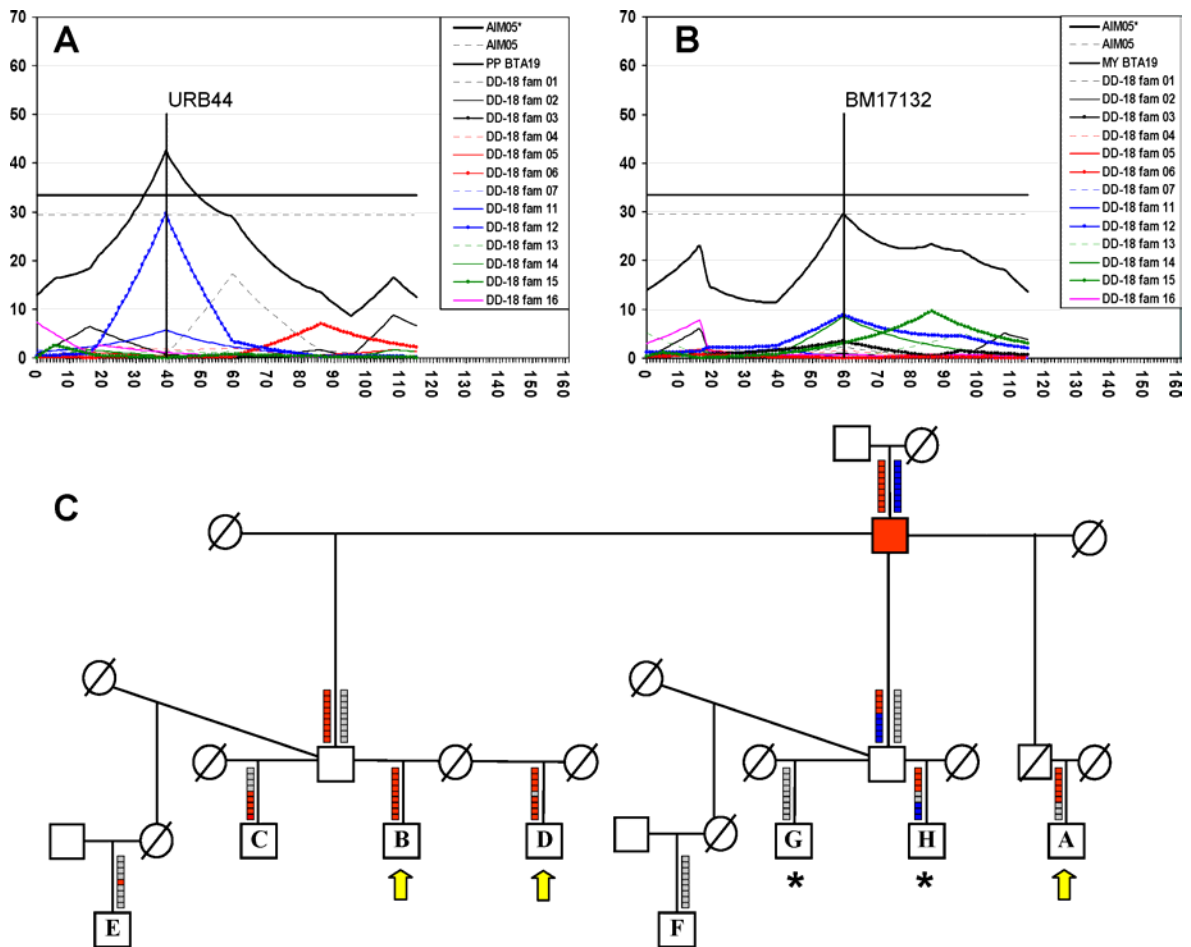 A
70
60
50
40
30
20
10
0
URB44
AIM05*
AIM05
PP BTA19
DD-18 fam 01
DD-18 fam 02
DD-18 fam 03
DD-18 fam 04
DD-18 fam 05
DD-18 fam 06
DD-18 fam 07
DD-18 fam 11
DD-18 fam 12
DD-18 fam 13
DD-18 fam 14
DD-18 fam 15
DD-18 fam 16
0 10 20 30 40 50 60 70 80 90 100 110 120 130 140 150 160
B
70
60
50
40
30
20
10
0
BM17132
AIM05*
AIM05
MY BTA19
DD-18 fam 01
DD-18 fam 02
DD-18 fam 03
DD-18 fam 04
DD-18 fam 05
DD-18 fam 06
DD-18 fam 07
DD-18 fam 11
DD-18 fam 12
DD-18 fam 13
DD-18 fam 14
DD-18 fam 15
DD-18 fam 16
0 10 20 30 40 50 60 70 80 90 100 110 120 130 140 150 160
C
C B D G H A
* *
E F